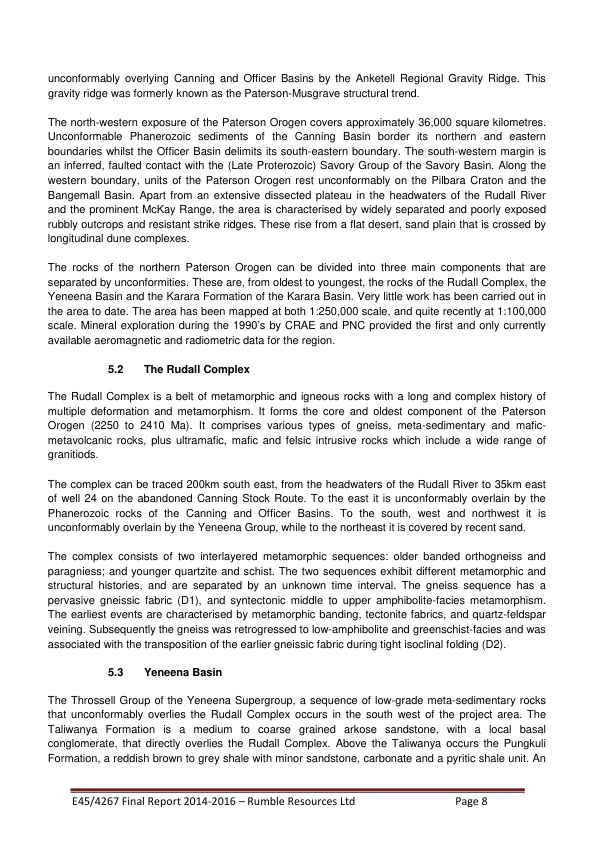 unconformably overlying Canning and Officer Basins by the Anketell Regional Gravity Ridge. This
gravity ridge was formerly known as the Paterson-Musgrave structural trend.
The north-western exposure of the Paterson Orogen covers approximately 36,000 square kilometres.
Unconformable Phanerozoic sediments of the Canning Basin border its northern and eastern
boundaries whilst the Officer Basin delimits its south-eastern boundary. The south-western margin is
an inferred, faulted contact with the (Late Proterozoic) Savory Group of the Savory Basin. Along the
western boundary, units of the Paterson Orogen rest unconformably on the Pilbara Craton and the
Bangemall Basin. Apart from an extensive dissected plateau in the headwaters of the Rudall River
and the prominent McKay Range, the area is characterised by widely separated and poorly exposed
rubbly outcrops and resistant strike ridges. These rise from a flat desert, sand plain that is crossed by
longitudinal dune complexes.
The rocks of the northern Paterson Orogen can be divided into three main components that are
separated by unconformities. These are, from oldest to youngest, the rocks of the Rudall Complex, the
Yeneena Basin and the Karara Formation of the Karara Basin. Very little work has been carried out in
the area to date. The area has been mapped at both 1:250,000 scale, and quite recently at 1:100,000
scale. Mineral exploration during the 1990's by CRAE and PNC provided the first and only currently
available aeromagnetic and radiometric data for the region.
5.2 The Rudall Complex
The Rudall Complex is a belt of metamorphic and igneous rocks with a long and complex history of
multiple deformation and metamorphism. It forms the core and oldest component of the Paterson
Orogen (2250 to 2410 Ma). It comprises various types of gneiss, meta-sedimentary and mafic-
metavolcanic rocks, plus ultramafic, mafic and felsic intrusive rocks which include a wide range of
granitiods.
The complex can be traced 200km south east, from the headwaters of the Rudall River to 35km east
of well 24 on the abandoned Canning Stock Route. To the east it is unconformably overlain by the
Phanerozoic rocks of the Canning and Officer Basins. To the south, west and northwest it is
unconformably overlain by the Yeneena Group, while to the northeast it is covered by recent sand.
The complex consists of two interlayered metamorphic sequences: older banded orthogneiss and
paragniess; and younger quartzite and schist. The two sequences exhibit different metamorphic and
structural histories, and are separated by an unknown time interval. The gneiss sequence has a
pervasive gneissic fabric (D1), and syntectonic middle to upper amphibolite-facies metamorphism.
The earliest events are characterised by metamorphic banding, tectonite fabrics, and quartz-feldspar
veining. Subsequently the gneiss was retrogressed to low-amphibolite and greenschist-facies and was
associated with the transposition of the earlier gneissic fabric during tight isoclinal folding (D2).
5.3 Yeneena Basin
The Throssell Group of the Yeneena Supergroup, a sequence of low-grade meta-sedimentary rocks
that unconformably overlies the Rudall Complex occurs in the south west of the project area. The
Taliwanya Formation is a medium to coarse grained arkose sandstone, with a local basal
conglomerate, that directly overlies the Rudall Complex. Above the Taliwanya occurs the Pungkuli
Formation, a reddish brown to grey shale with minor sandstone, carbonate and a pyritic shale unit. An
E45/4267 Final Report 2014-2016 – Rumble Resources Ltd Page 8